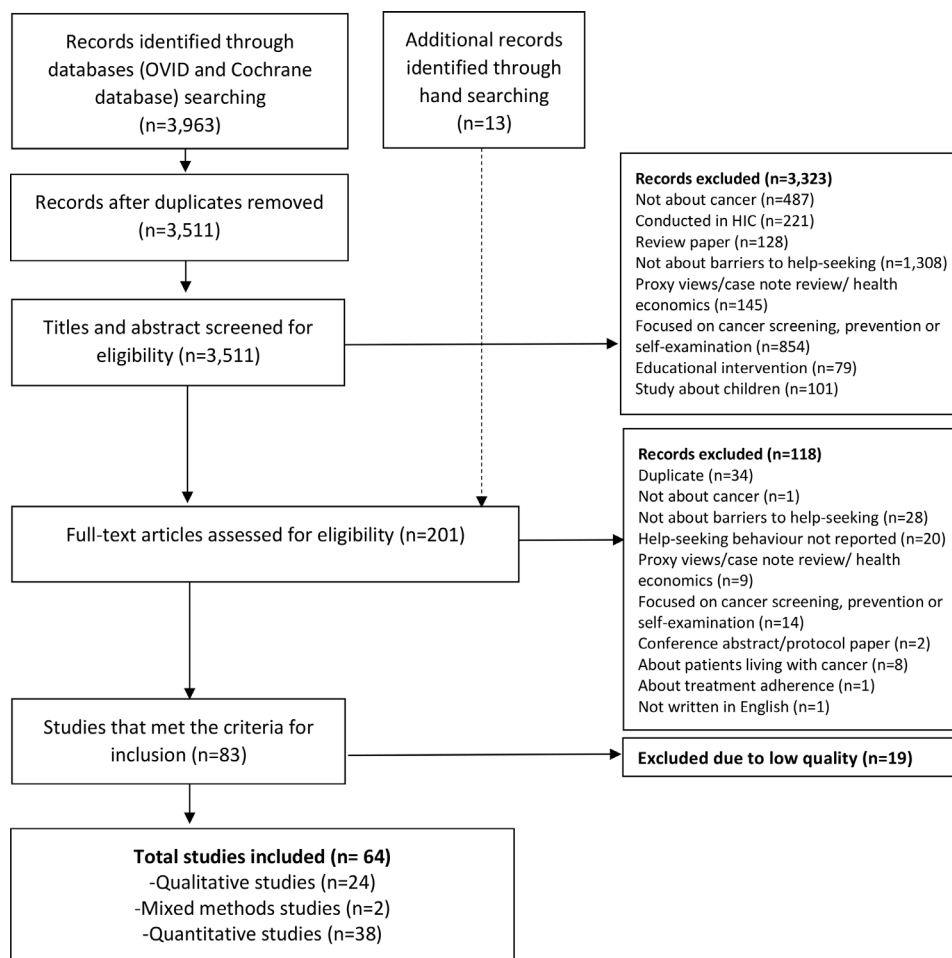 Records identified through
databases (OVID and Cochrane
database) searching
(n=3,963)
Additional records
identified through
hand searching
(n=13)
Records after duplicates removed
(n=3,511)
Titles and abstract screened for
eligibility (n=3,511)
Records excluded (n=3,323)
Not about cancer (n=487)
Conducted in HIC (n=221)
Review paper (n=128)
Not about barriers to help-seeking (n=1,308)
Proxy views/case note review/ health
economics (n=145)
Focused on cancer screening, prevention or
self-examination (n=854)
Educational intervention (n=79)
Study about children (n=101)
Full-text articles assessed for eligibility (n=201)
Records excluded (n=118)
Duplicate (n=34)
Not about cancer (n=1)
Not about barriers to help-seeking (n=28)
Help-seeking behaviour not reported (n=20)
Proxy views/case note review/ health
economics (n=9)
Focused on cancer screening, prevention or
self-examination (n=14)
Conference abstract/protocol paper (n=2)
About patients living with cancer (n=8)
About treatment adherence (n=1)
Not written in English (n=1)
Studies that met the criteria for
inclusion (n=83)
Excluded due to low quality (n=19)
Total studies included (n= 64)
-Qualitative studies (n=24)
-Mixed methods studies (n=2)
-Quantitative studies (n=38)